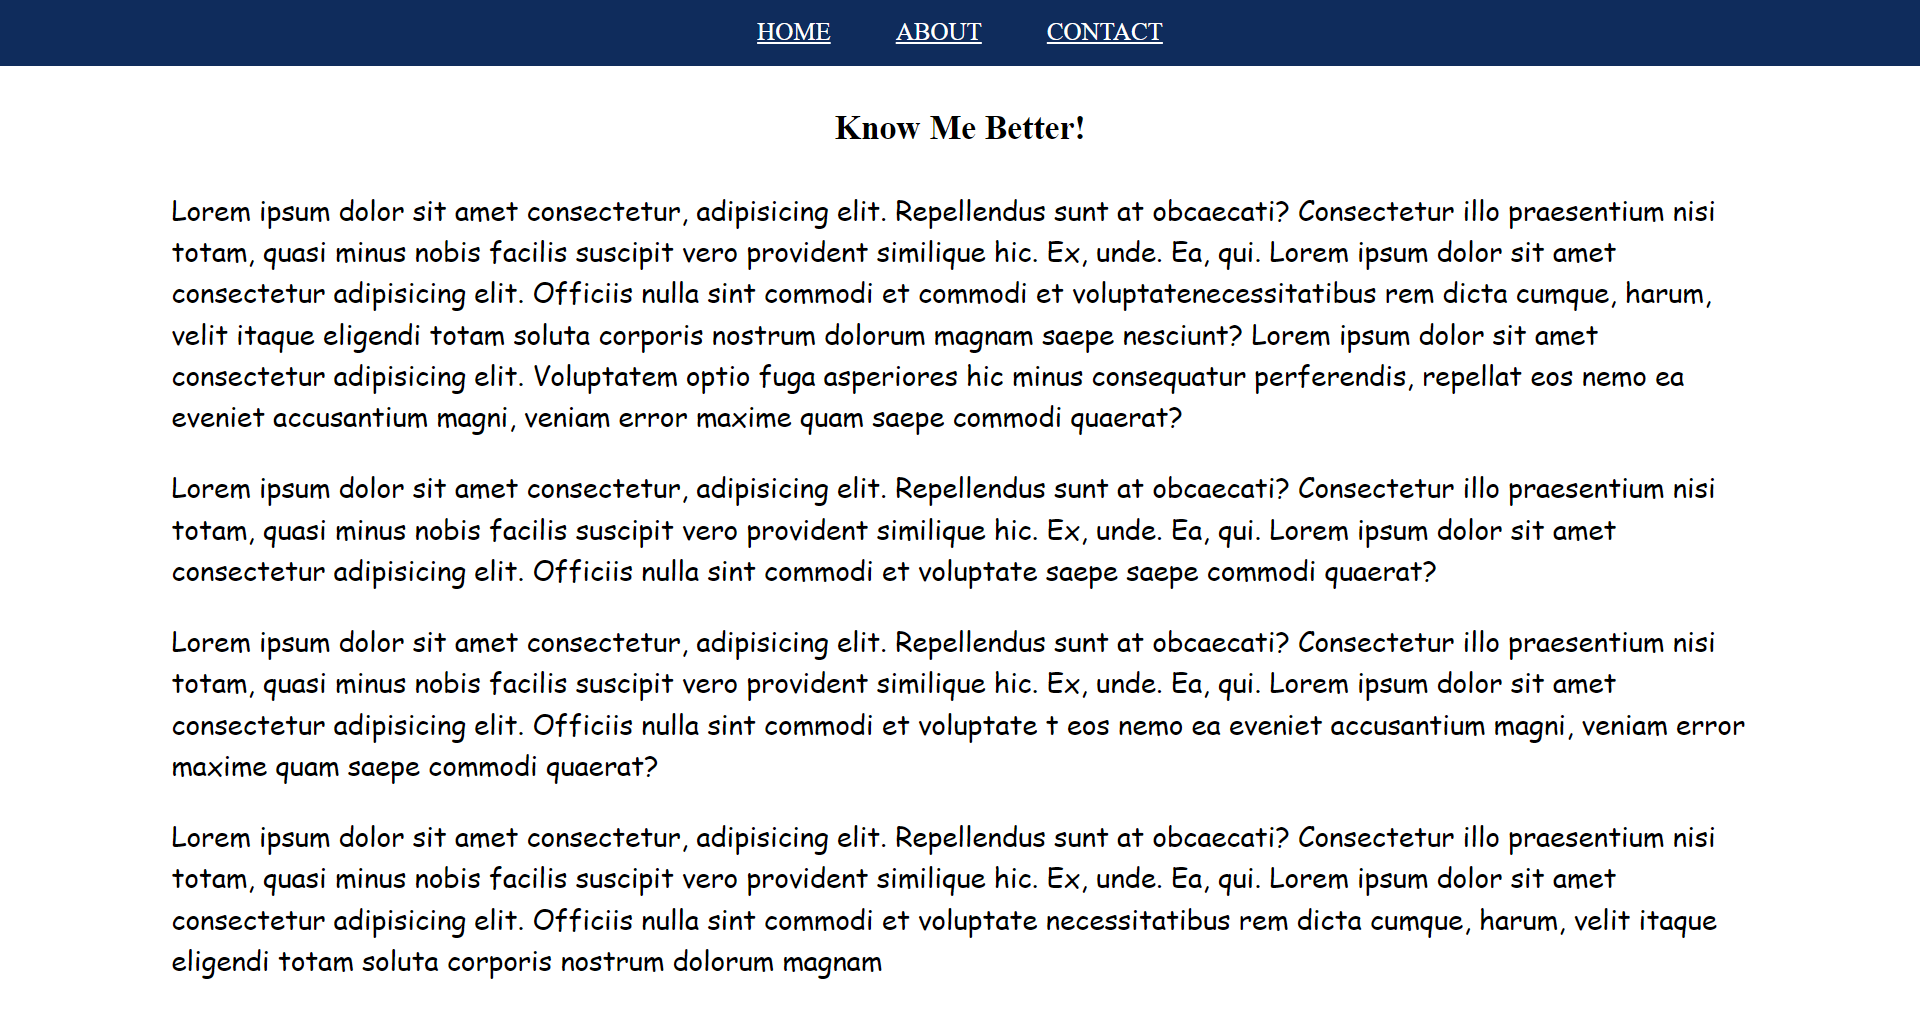 HOME ABOUT CONTACT
Know Me Better!
Lorem ipsum dolor sit amet consectetur, adipisicing elit. Repellendus sunt at obcaecati? Consectetur illo praesentium nisi
totam, quasi minus nobis facilis suscipit vero provident similique hic. Ex, unde. Ea, qui. Lorem ipsum dolor sit amet
consectetur adipisicing elit. Officiis nulla sint commodi et commodi et voluptatenecessitatibus rem dicta cumque, harum,
velit itaque eligendi totam soluta corporis nostrum dolorum magnam saepe nesciunt? Lorem ipsum dolor sit amet
consectetur adipisicing elit. Voluptatem optio fuga asperiores hic minus consequatur perferendis, repellat eos nemo ea
eveniet accusantium magni, veniam error maxime quam saepe commodi quaerat?
Lorem ipsum dolor sit amet consectetur, adipisicing elit. Repellendus sunt at obcaecati? Consectetur illo praesentium nisi
totam, quasi minus nobis facilis suscipit vero provident similique hic. Ex, unde. Ea, qui. Lorem ipsum dolor sit amet
consectetur adipisicing elit. Officiis nulla sint commodi et voluptate saepe saepe commodi quaerat?
Lorem ipsum dolor sit amet consectetur, adipisicing elit. Repellendus sunt at obcaecati? Consectetur illo praesentium nisi
totam, quasi minus nobis facilis suscipit vero provident similique hic. Ex, unde. Ea, qui. Lorem ipsum dolor sit amet
consectetur adipisicing elit. Officiis nulla sint commodi et voluptate t eos nemo ea eveniet accusantium magni, veniam error
maxime quam saepe commodi quaerat?
Lorem ipsum dolor sit amet consectetur, adipisicing elit. Repellendus sunt at obcaecati? Consectetur illo praesentium nisi
totam, quasi minus nobis facilis suscipit vero provident similique hic. Ex, unde. Ea, qui. Lorem ipsum dolor sit amet
consectetur adipisicing elit. Officiis nulla sint commodi et voluptate necessitatibus rem dicta cumque, harum, velit itaque
eligendi totam soluta corporis nostrum dolorum magnam